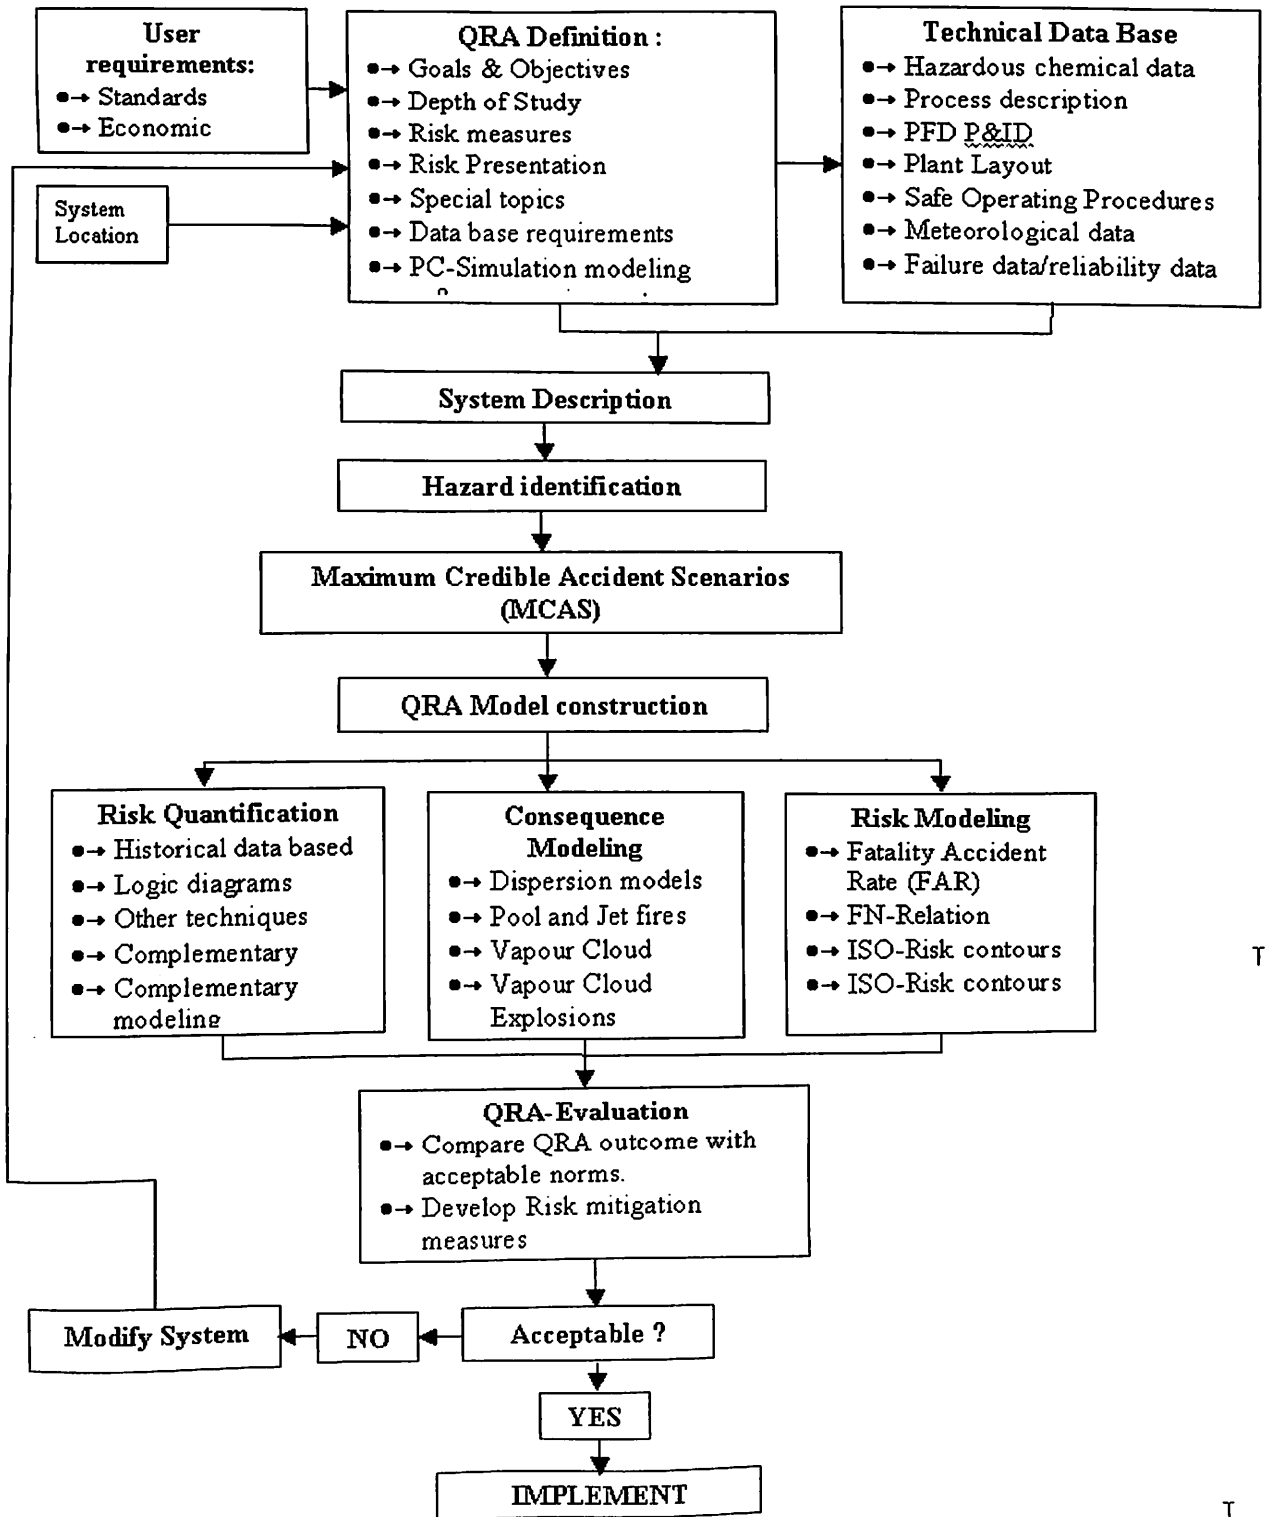 User
requirements:
●→ Standards
●→ Economic
System
Location
QRA Definition :
●→ Goals & Objectives
●→ Depth of Study
●→ Risk measures
●→ Risk Presentation
●→ Special topics
●→ Data base requirements
●→ PC-Simulation modeling
Technical Data Base
●→ Hazardous chemical data
●→ Process description
●→ PFD P&ID
●→ Plant Layout
●→ Safe Operating Procedures
●→ Meteorological data
●→ Failure data/reliability data
System Description
Hazard identification
Maximum Credible Accident Scenarios
(MCAS)
QRA Model construction
Risk Quantification
●→ Historical data based
●→ Logic diagrams
●→ Other techniques
●→ Complementary
●→ Complementary
modeling
Consequence
Modeling
●→ Dispersion models
●→ Pool and Jet fires
●→ Vapour Cloud
●→ Vapour Cloud
Explosions
Risk Modeling
●→ Fatality Accident
Rate (FAR)
●→ FN-Relation
●→ ISO-Risk contours
●→ ISO-Risk contours
QRA-Evaluation
●→ Compare QRA outcome with
acceptable norms.
●→ Develop Risk mitigation
measures
Modify System
NO
Acceptable ?
YES
IMPLEMENT